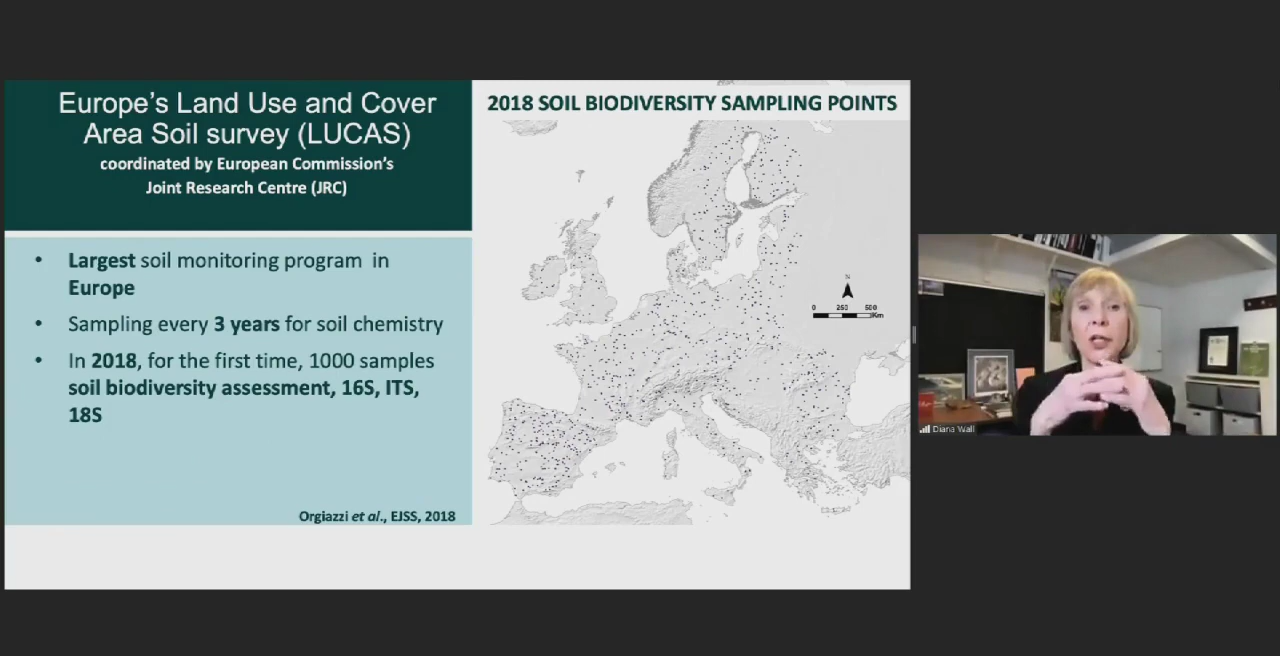 Europe's Land Use and Cover
Area Soil survey (LUCAS)
coordinated by European Commission's
Joint Research Centre (JRC)
• Largest soil monitoring program in
Europe
• Sampling every 3 years for soil chemistry
• In 2018, for the first time, 1000 samples
soil biodiversity assessment, 16S, ITS,
18S
Orgiazzi et al., EJSS, 2018
2018 SOIL BIODIVERSITY SAMPLING POINTS
N
0 250 500
Km
Diana Wall